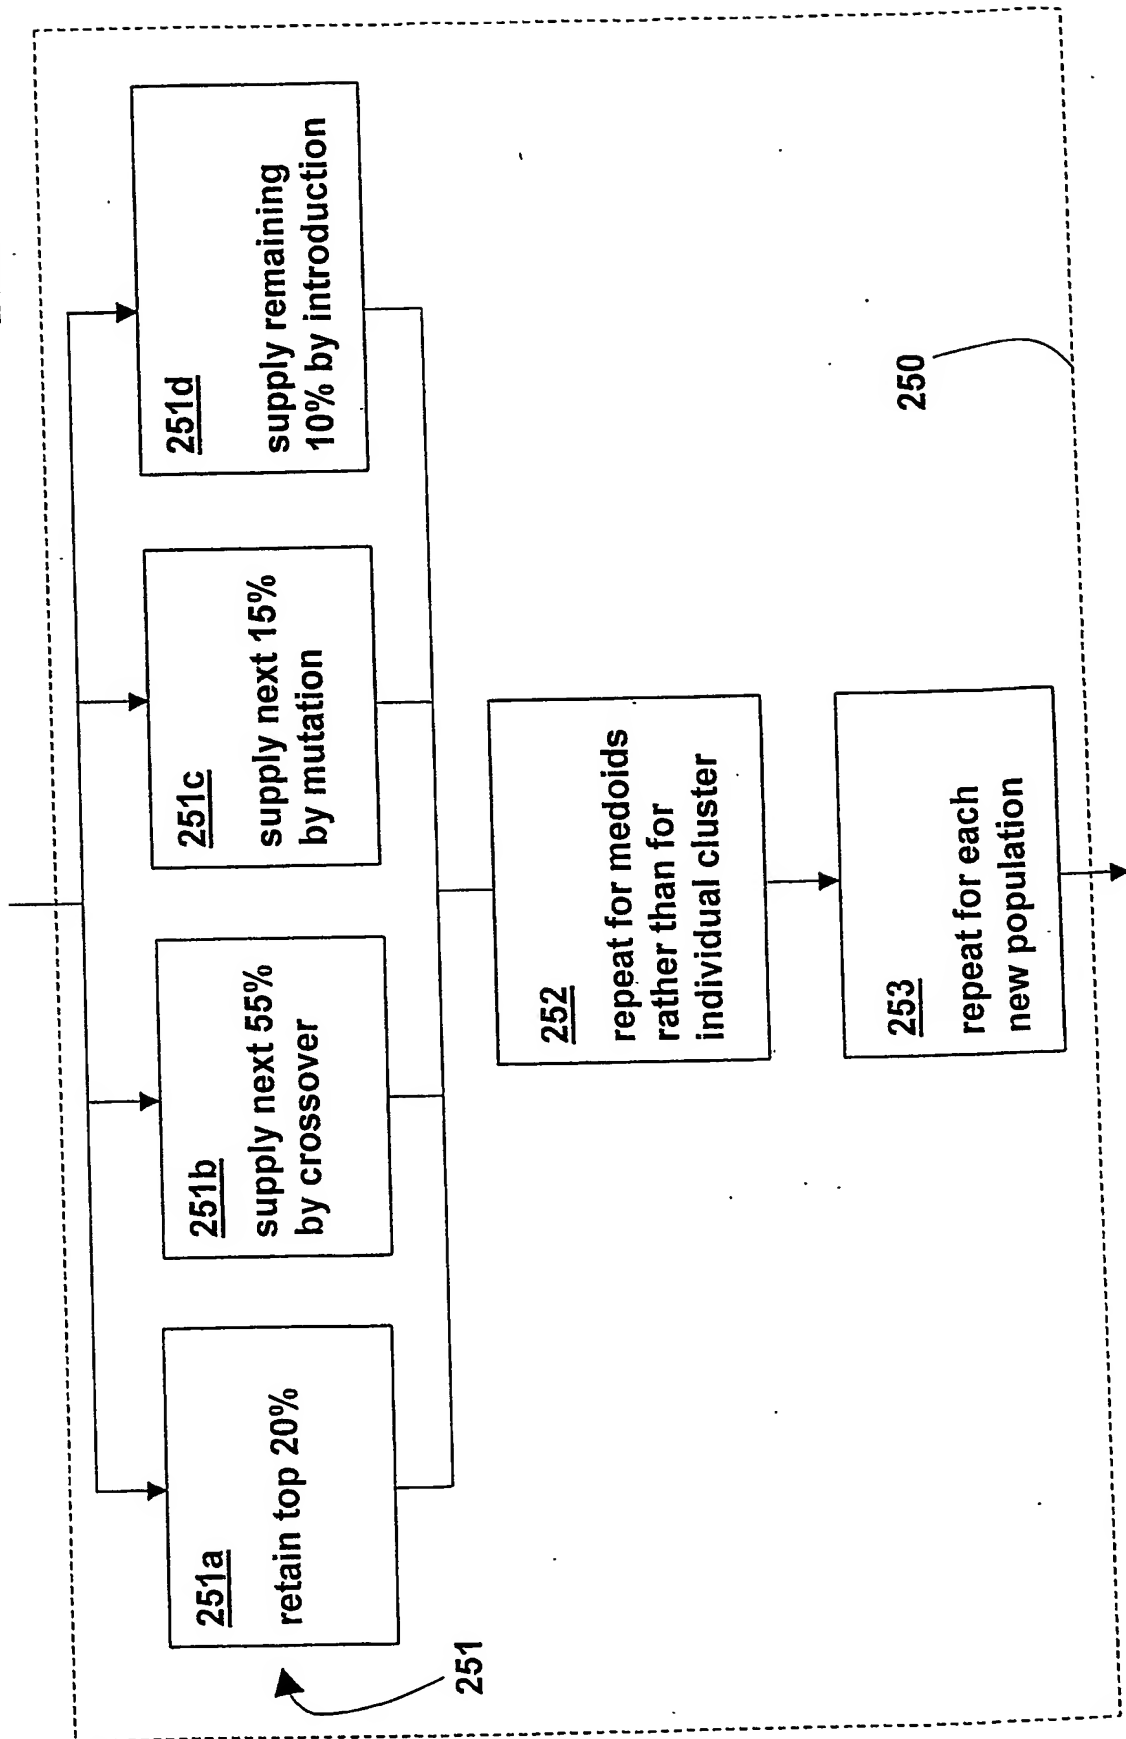 251a
retain top 20%
251b
supply next 55%
by crossover
251c
supply next 15%
by mutation
251d
supply remaining
10% by introduction
251
252
repeat for medoids
rather than for
individual cluster
253
repeat for each
new population
250